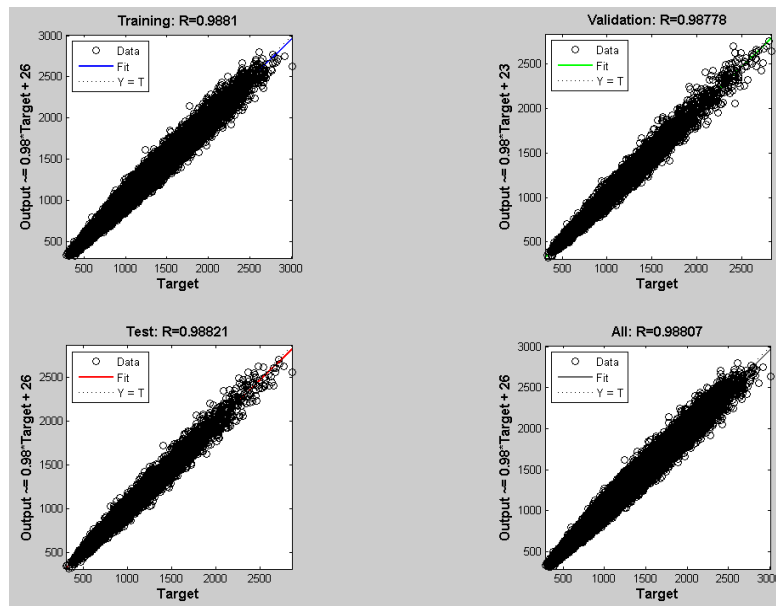 Training: R=0.9881
Output ~= 0.98*Target + 26
3000
2500
2000
1500
1000
500
Data
Fit
Y = T
500 1000 1500 2000 2500 3000
Target
Validation: R=0.98778
Output ~= 0.98*Target + 23
2500
2000
1500
1000
500
Data
Fit
Y = T
500 1000 1500 2000 2500
Target
Test: R=0.98821
Output ~= 0.98*Target + 26
2500
2000
1500
1000
500
Data
Fit
Y = T
500 1000 1500 2000 2500
Target
All: R=0.98807
Output ~= 0.98*Target + 26
3000
2500
2000
1500
1000
500
Data
Fit
Y = T
500 1000 1500 2000 2500 3000
Target